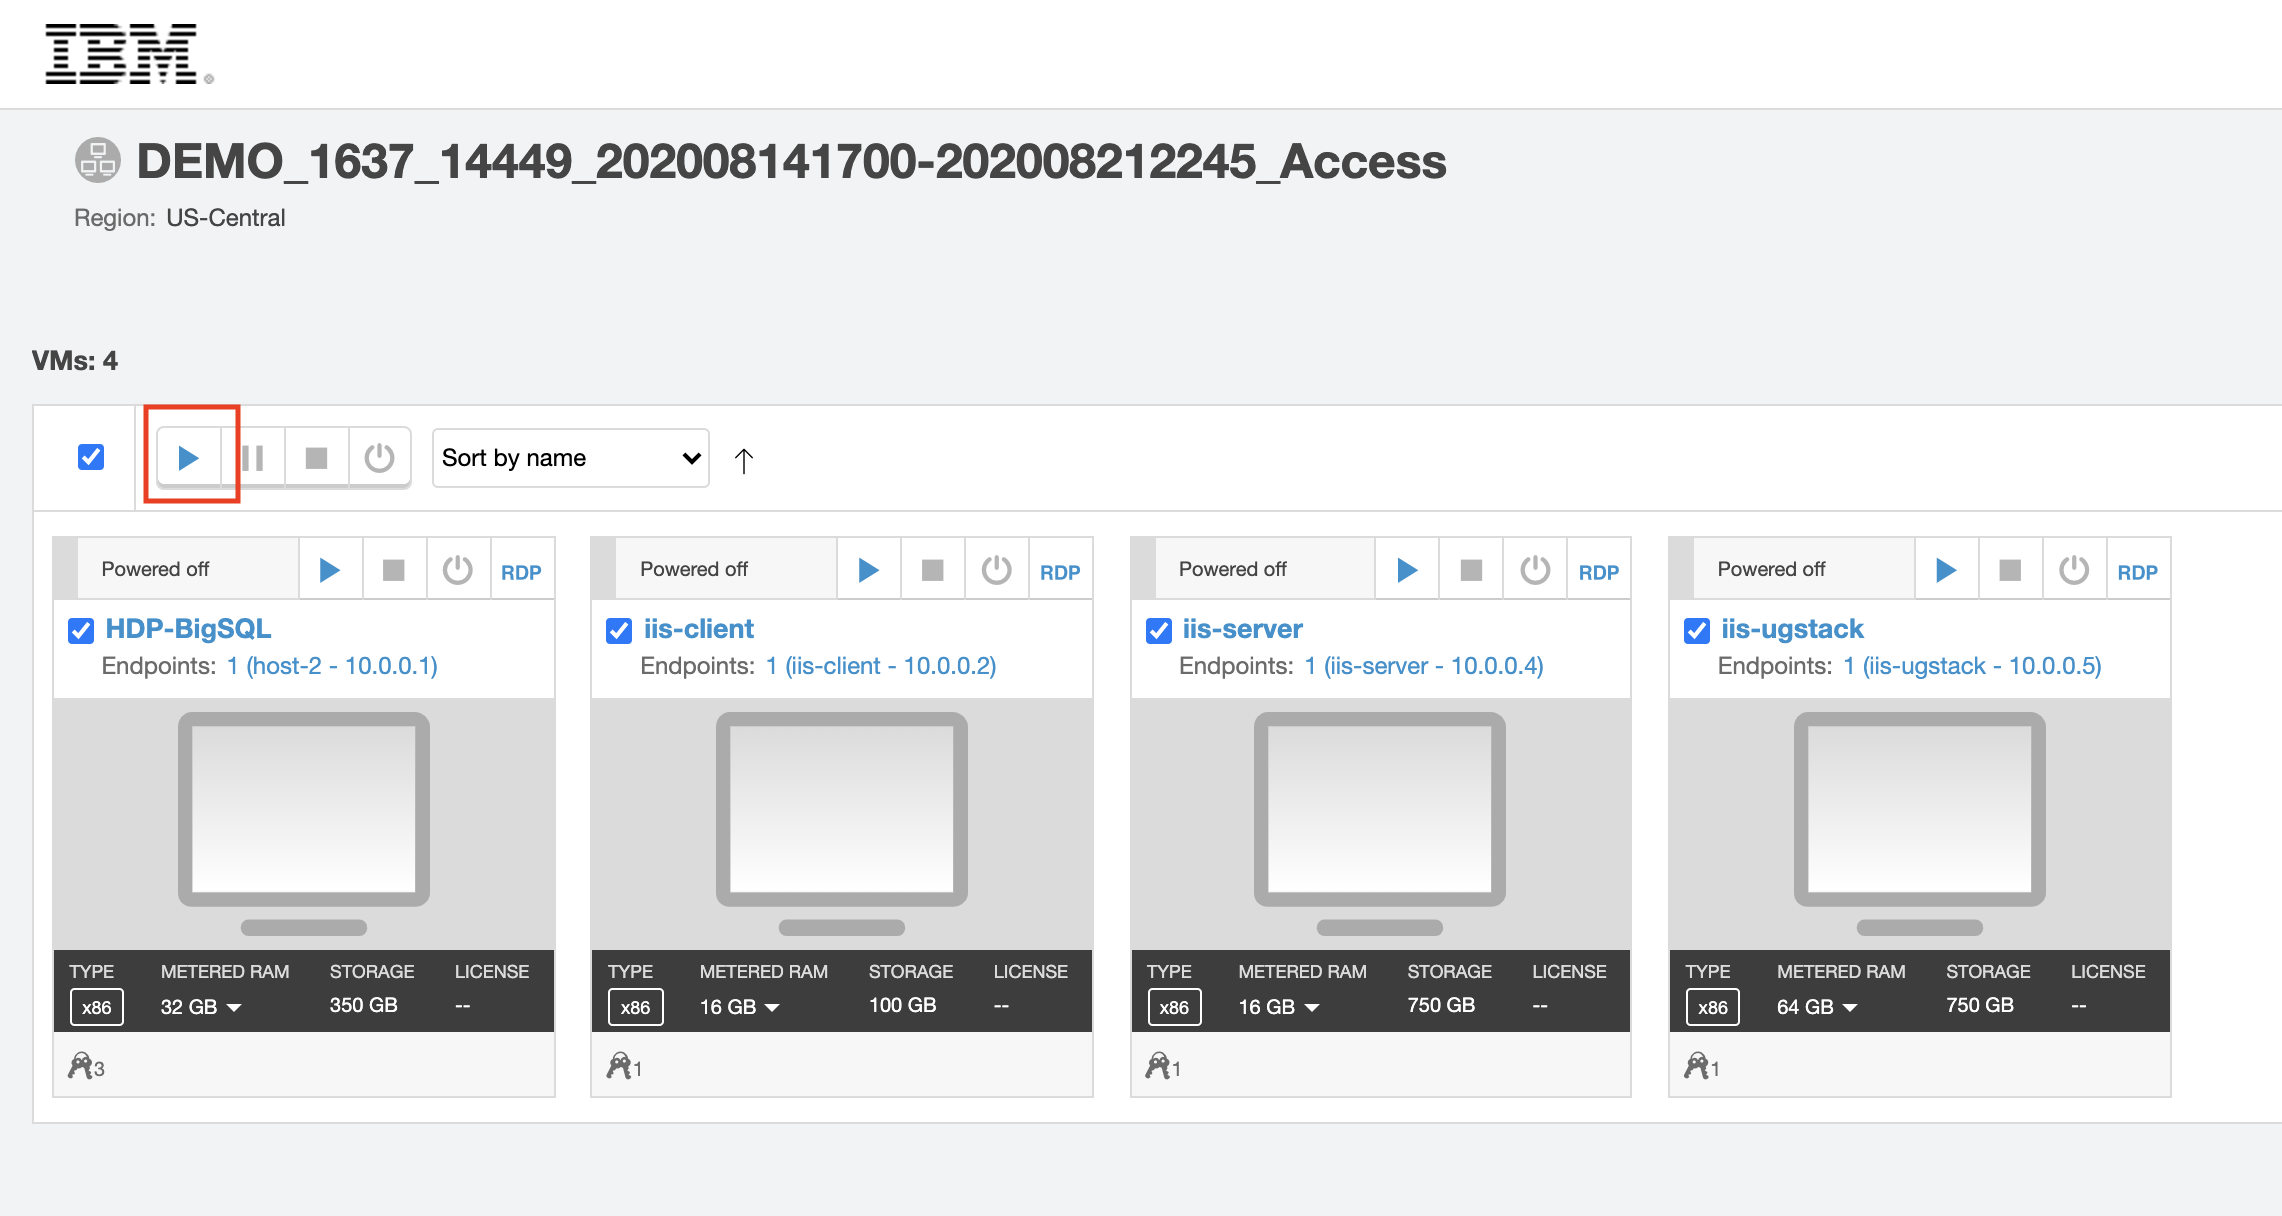 IBM®
DEMO_1637_14449_202008141700-202008212245_Access
Region: US-Central
VMs: 4
Sort by name
Powered off RDP
HDP-BigSQL
Endpoints: 1 (host-2 - 10.0.0.1)
TYPE METERED RAM STORAGE LICENSE
x86 32 GB 350 GB --
3
Powered off RDP
iis-client
Endpoints: 1 (iis-client - 10.0.0.2)
TYPE METERED RAM STORAGE LICENSE
x86 16 GB 100 GB --
1
Powered off RDP
iis-server
Endpoints: 1 (iis-server - 10.0.0.4)
TYPE METERED RAM STORAGE LICENSE
x86 16 GB 750 GB --
1
Powered off RDP
iis-ugstack
Endpoints: 1 (iis-ugstack - 10.0.0.5)
TYPE METERED RAM STORAGE LICENSE
x86 64 GB 750 GB --
1